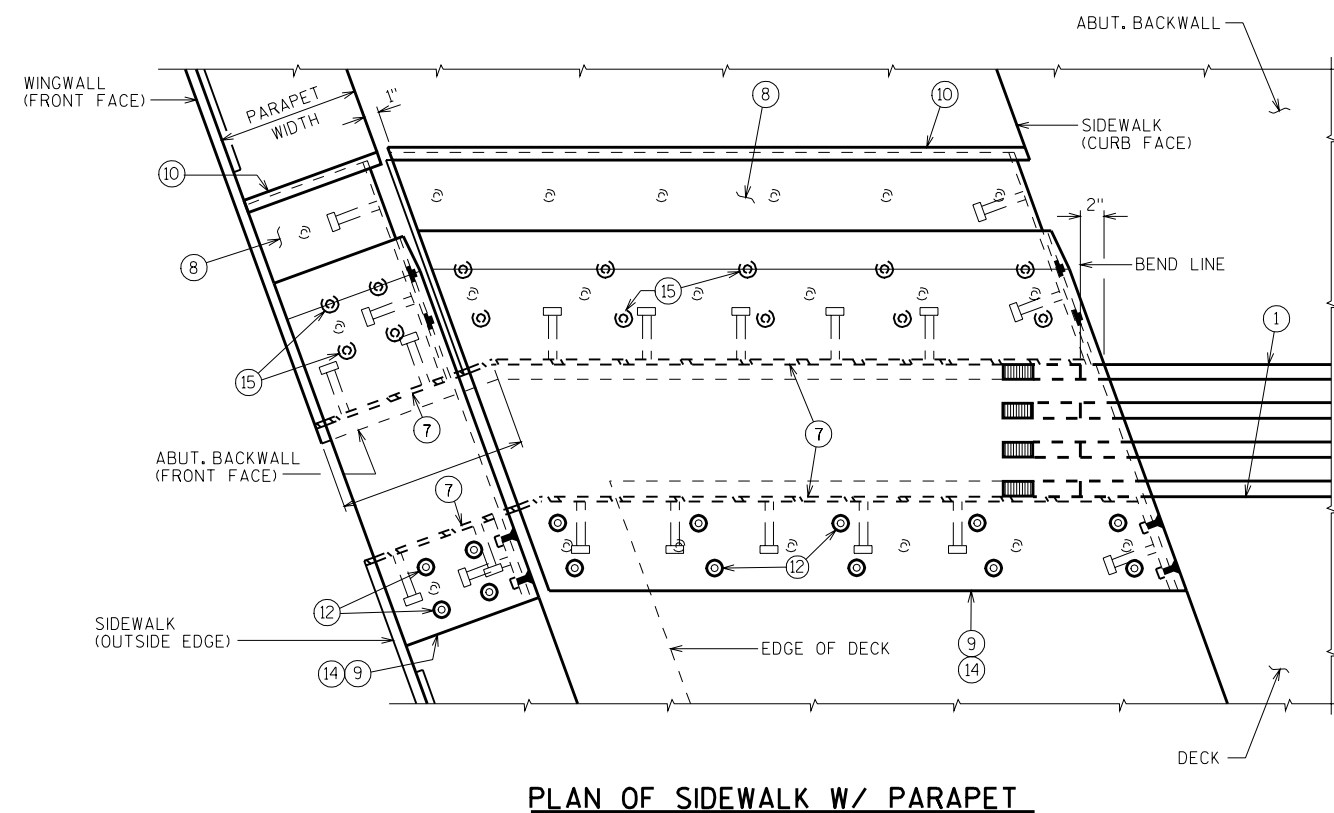 ABUT. BACKWALL
WINGWALL
(FRONT FACE)
PARAPET
WIDTH
1"
8
10
SIDEWALK
(CURB FACE)
10
2"
8
BEND LINE
15
1
15
7
7
ABUT. BACKWALL
(FRONT FACE)
7
12
12
SIDEWALK
(OUTSIDE EDGE)
EDGE OF DECK
9
14
14 9
DECK
PLAN OF SIDEWALK W/ PARAPET